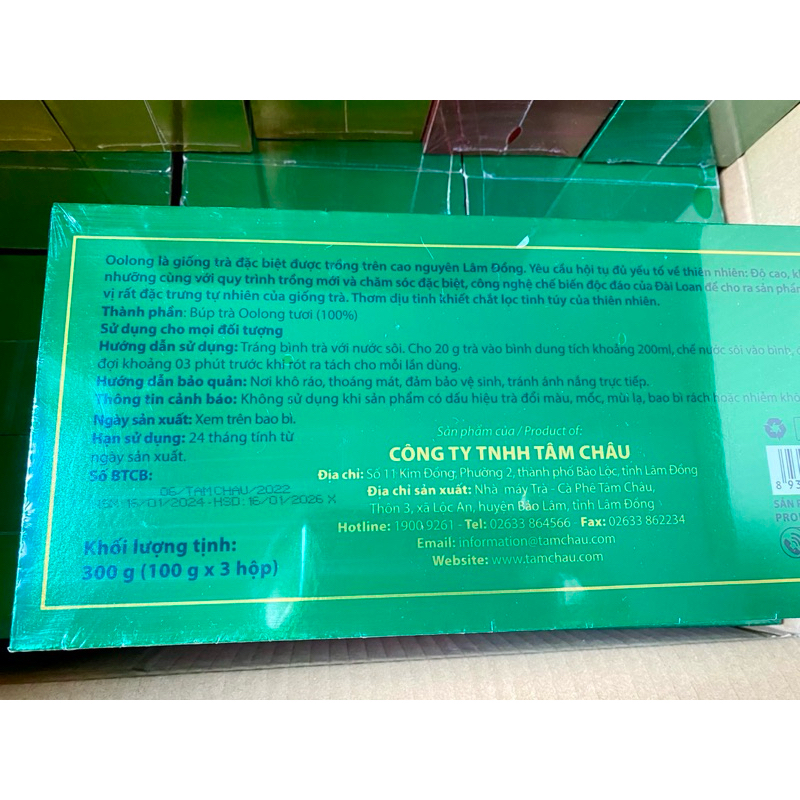 Oolong là giống trà đặc biệt được trồng trên cao nguyên Lâm Đồng. Yêu cầu hội tụ đủ yếu tố về thiên nhiên: Độ cao,
nhưỡng cùng với quy trình trồng mới và chăm sóc đặc biệt, công nghệ chế biến độc đáo của Đài Loan để cho ra sản phẩm
vị rất đặc trưng tự nhiên của giống trà. Thơm dịu tinh khiết chắt lọc tinh túy của thiên nhiên.
Thành phần: Búp trà Oolong tươi (100%)
Sử dụng cho mọi đối tượng
Hướng dẫn sử dụng: Tráng bình trà với nước sôi. Cho 20 g trà vào bình dung tích khoảng 200ml, chế nước sôi vào bình,
đợi khoảng 03 phút trước khi rót ra tách cho mỗi lần dùng.
Hướng dẫn bảo quản: Nơi khô ráo, thoáng mát, đảm bảo vệ sinh, tránh ánh nắng trực tiếp.
Thông tin cảnh báo: Không sử dụng khi sản phẩm có dấu hiệu trà đổi màu, mốc, mùi lạ, bao bì rách hoặc nhiễm
Ngày sản xuất: Xem trên bao bì.
Hạn sử dụng: 24 tháng tính từ
ngày sản xuất.
Số BTCB:
06/TAMCHAU/2022
NSX:16/01/2024-HSD:16/01/2026 X
Khối lượng tịnh:
300 g (100 g x 3 hộp)
Sản phẩm của / Product of:
CÔNG TY TNHH TÂM CHÂU
Địa chỉ: Số 11 Kim Đồng, Phường 2, thành phố Bảo Lộc, tỉnh Lâm Đồng
Địa chỉ sản xuất: Nhà máy Trà - Cà Phê Tâm Châu,
Thôn 3, xã Lộc An, huyện Bảo Lâm, tỉnh Lâm Đồng
Hotline: 1900 9261 - Tel: 02633 864566 - Fax: 02633 862234
Email: information@tamchau.com
Website: www.tamchau.com
8 93
SẢN
PRO